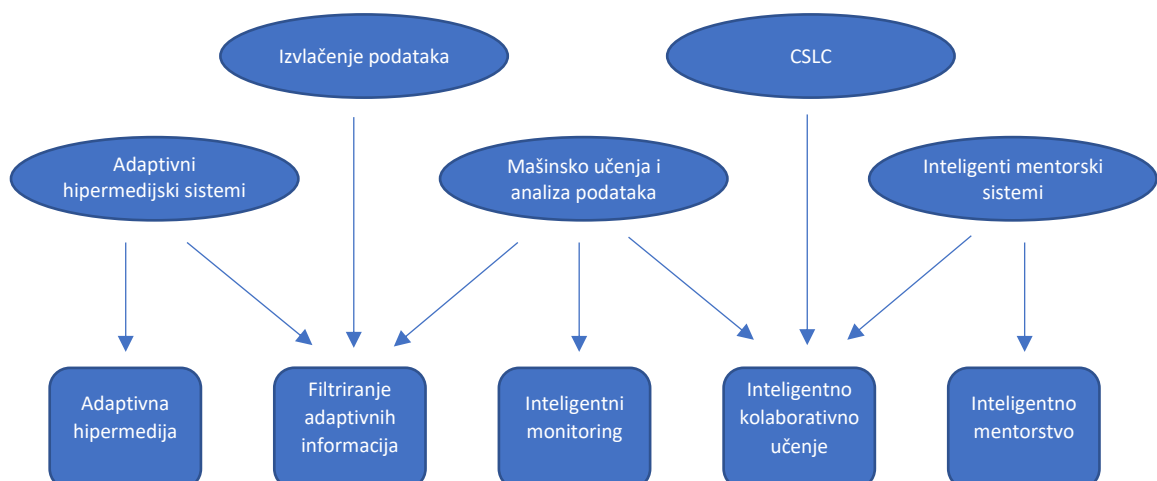 Izvlačenje podataka
CSLC
Adaptivni
hipermedijski sistemi
Mašinsko učenja i
analiza podataka
Inteligenti mentorski
sistemi
Adaptivna
hipermedija
Filtriranje
adaptivnih
informacija
Inteligentni
monitoring
Inteligentno
kolaborativno
učenje
Inteligentno
mentorstvo